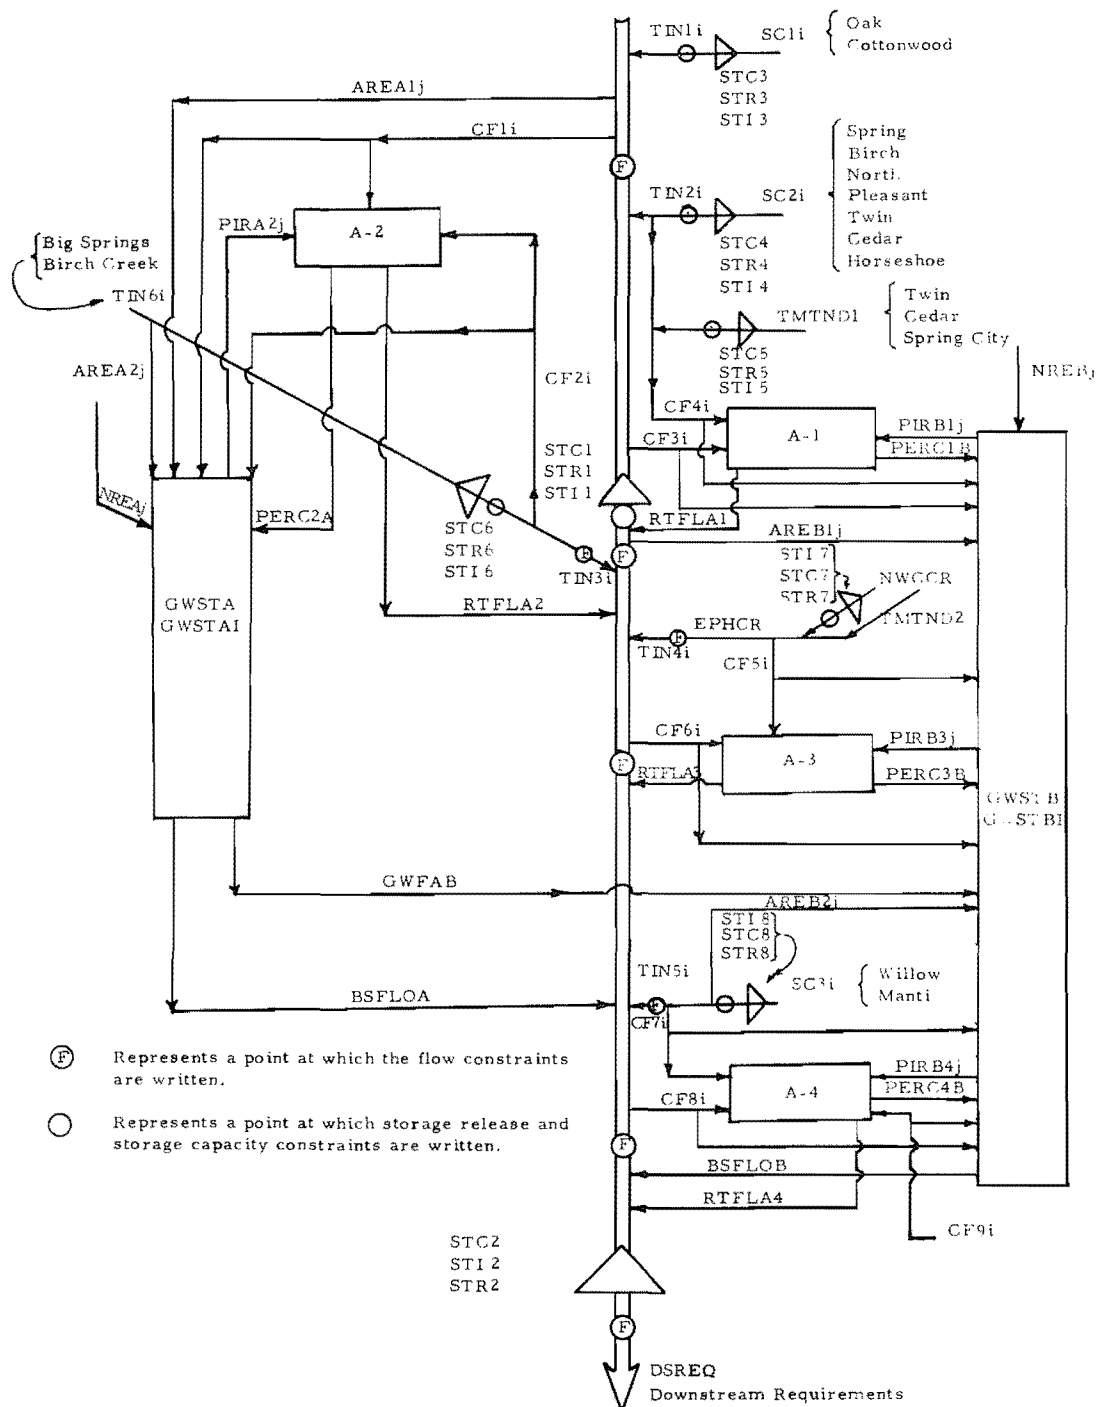 TIN1i
SC1i
Oak
Cottonwood
STC3
STR3
STI3
AREA1j
CF1i
F
TIN2i
SC2i
Spring
Birch
Pleasant
Twin
Cedar
Horseshoe
STC4
STR4
STI4
PIRA2j
A-2
Big Springs
Birch Creek
TIN6i
TMTND1
Twin
Cedar
Spring City
STC5
STR5
STI5
AREA2j
CF2i
NREBj
CF4i
A-1
PIRB1j
PERC1B
CF3i
STC1
STR1
STI1
NREAj
PERC2A
STC6
STR6
STI6
RTFLA1
AREB1j
F
F
TIN3i
STI7
STC7
STR7
NWCCR
TMTND2
GWSTA
GWSTAI
RTFLA2
EPHCR
F
TIN4i
CF5i
CF6i
A-3
PIRB3j
PERC3B
F
RTFLA3
GWSTB
GWSTBI
GWFAB
AREB2j
STI8
STC8
STR8
TIN5i
SC3i
Willow
Manti
BSFLOA
F
CF7i
F Represents a point at which the flow constraints
are written.
Represents a point at which storage release and
storage capacity constraints are written.
A-4
PIRB4j
PERC4B
CF8i
F
BSFLOB
RTFLA4
CF9i
STC2
STI2
STR2
F
DSREQ
Downstream Requirements